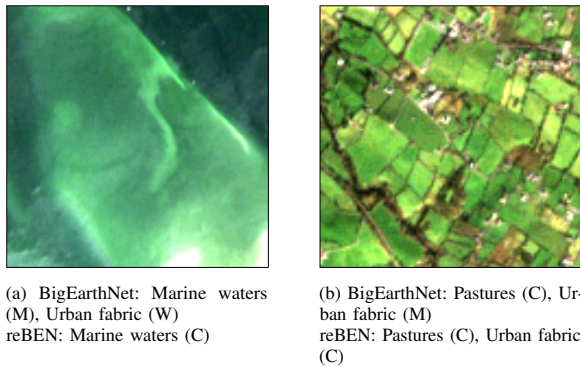 (a) BigEarthNet: Marine waters
(M), Urban fabric (W)
reBEN: Marine waters (C)
(b) BigEarthNet: Pastures (C), Ur-
ban fabric (M)
reBEN: Pastures (C), Urban fabric
(C)